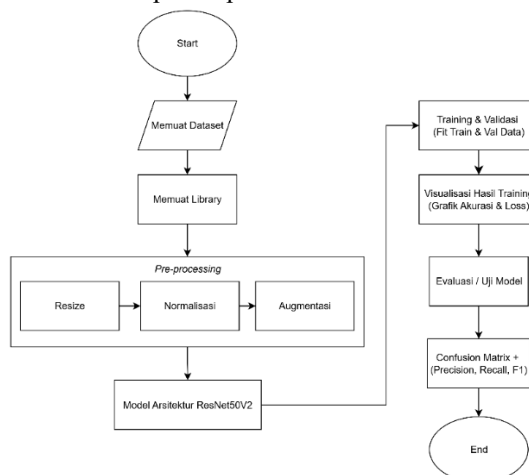 Start
Memuat Dataset
Memuat Library
Pre-processing
Resize
Normalisasi
Augmentasi
Model Arsitektur ResNet50V2
Training & Validasi
(Fit Train & Val Data)
Visualisasi Hasil Training
(Grafik Akurasi & Loss)
Evaluasi / Uji Model
Confusion Matrix +
(Precision, Recall, F1)
End